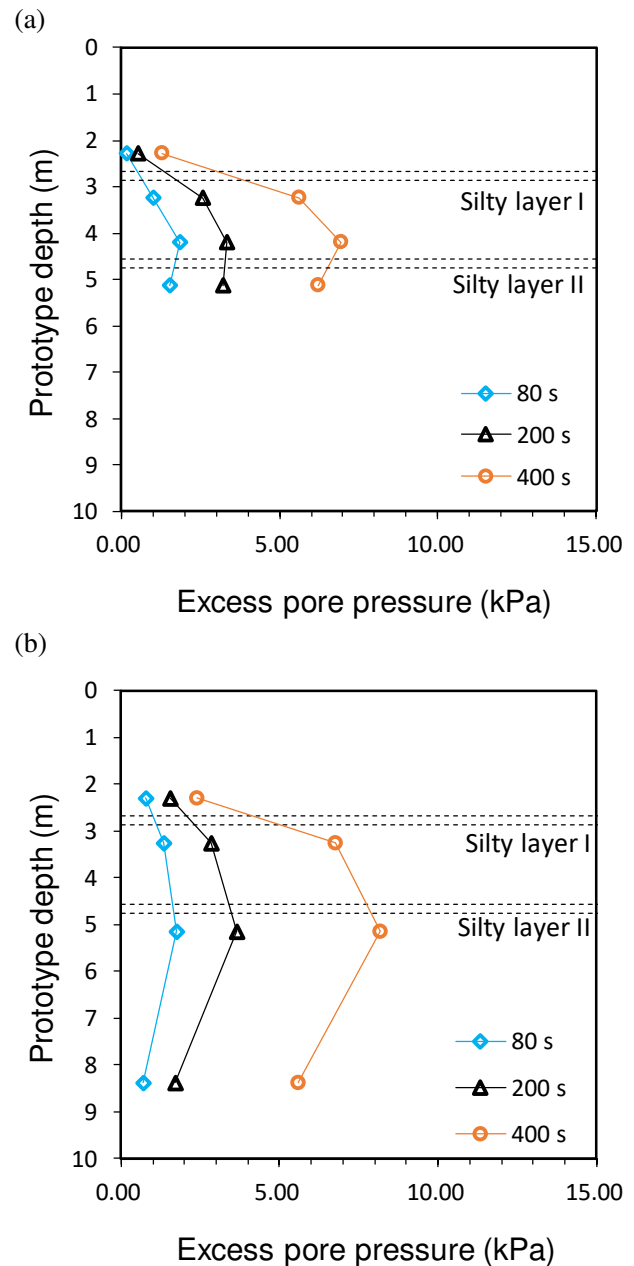 (a)
0
1
2
3
Silty layer I
4
5
Silty layer II
6
7
80 s
8
200 s
9
400 s
10
0.00 5.00 10.00 15.00
Prototype depth (m)
Excess pore pressure (kPa)
(b)
0
1
2
3
Silty layer I
4
5
Silty layer II
6
7
80 s
8
200 s
9
400 s
10
0.00 5.00 10.00 15.00
Prototype depth (m)
Excess pore pressure (kPa)